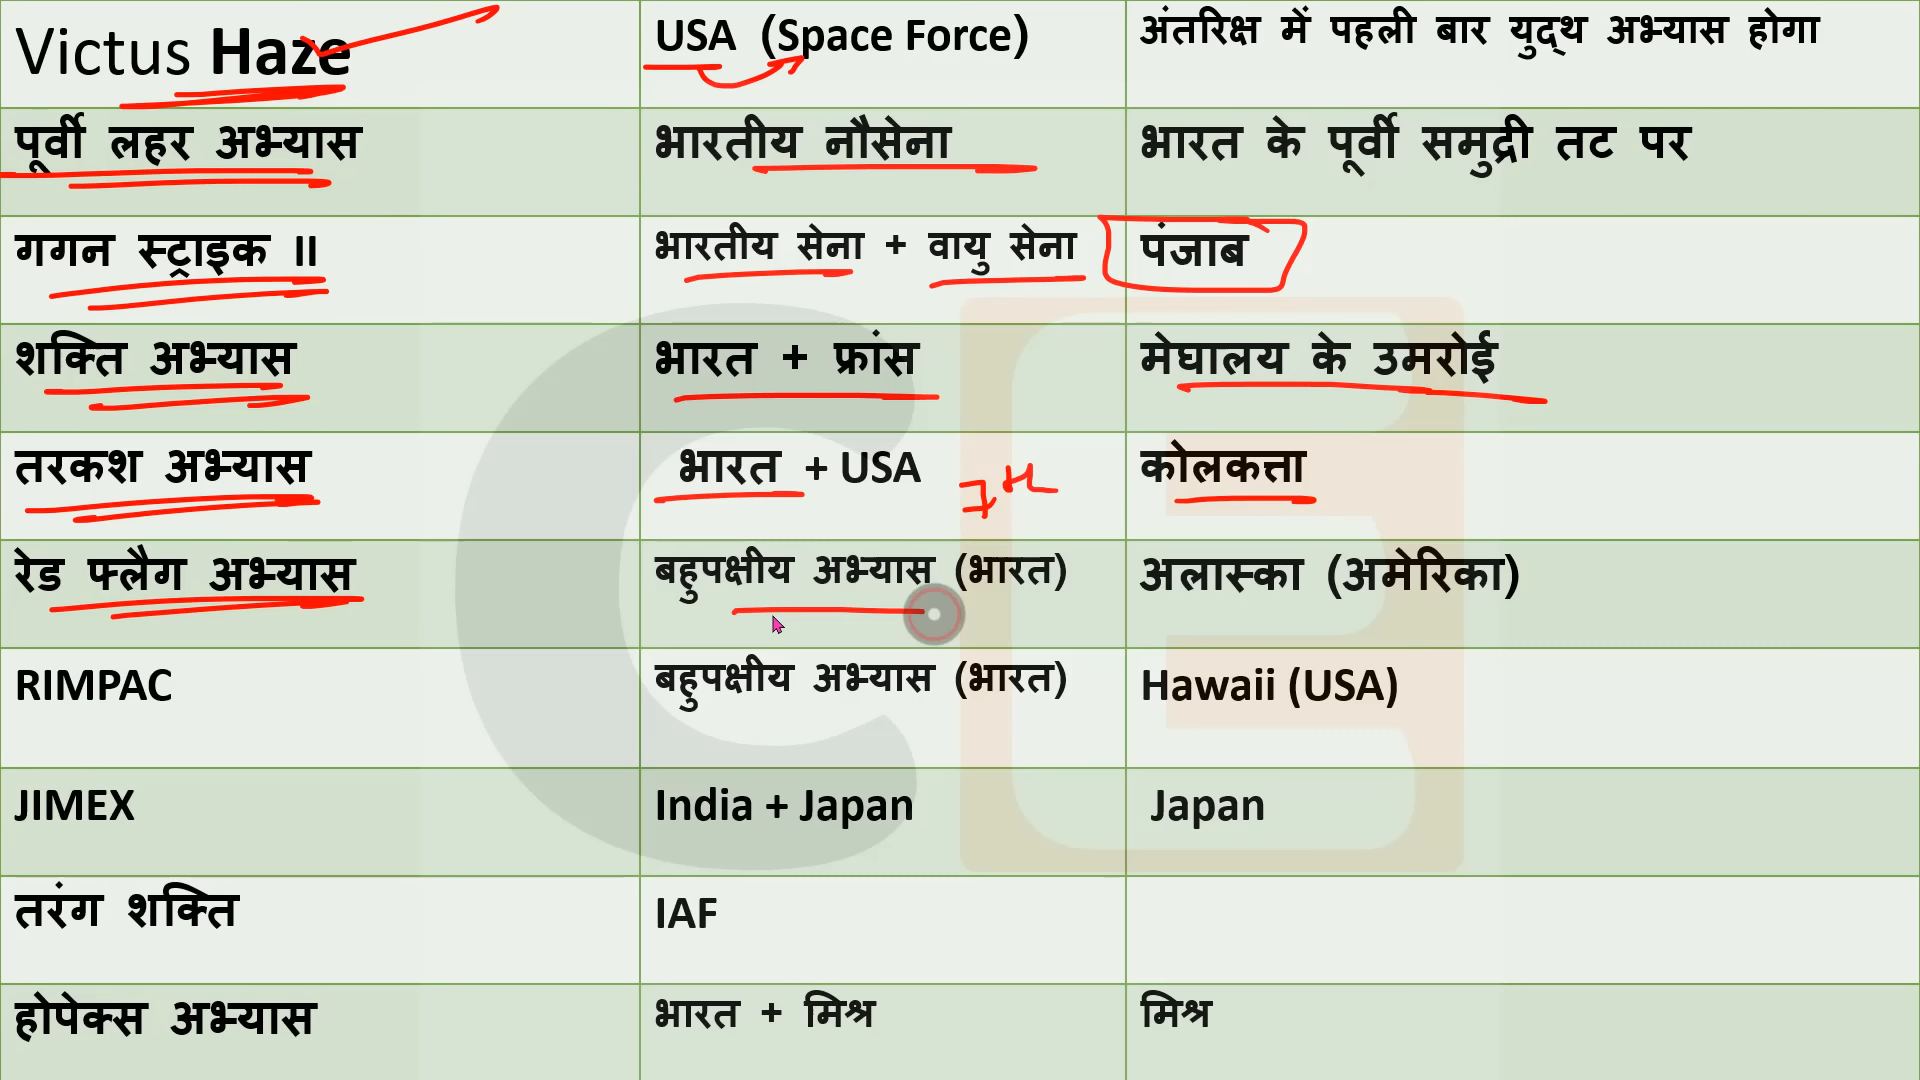 Victus Haze USA (Space Force) अंतरिक्ष में पहली बार युद्ध अभ्यास होगा
पूर्वी लहर अभ्यास भारतीय नौसेना भारत के पूर्वी समुद्री तट पर
गगन स्ट्राइक II भारतीय सेना + वायु सेना पंजाब
शक्ति अभ्यास भारत + फ्रांस मेघालय के उमरोई
तरकश अभ्यास भारत + USA 7th कोलकत्ता
रेड फ्लैग अभ्यास बहुपक्षीय अभ्यास (भारत) अलास्का (अमेरिका)
RIMPAC बहुपक्षीय अभ्यास (भारत) Hawaii (USA)
JIMEX India + Japan Japan
तरंग शक्ति IAF
होपेक्स अभ्यास भारत + मिश्र मिश्र